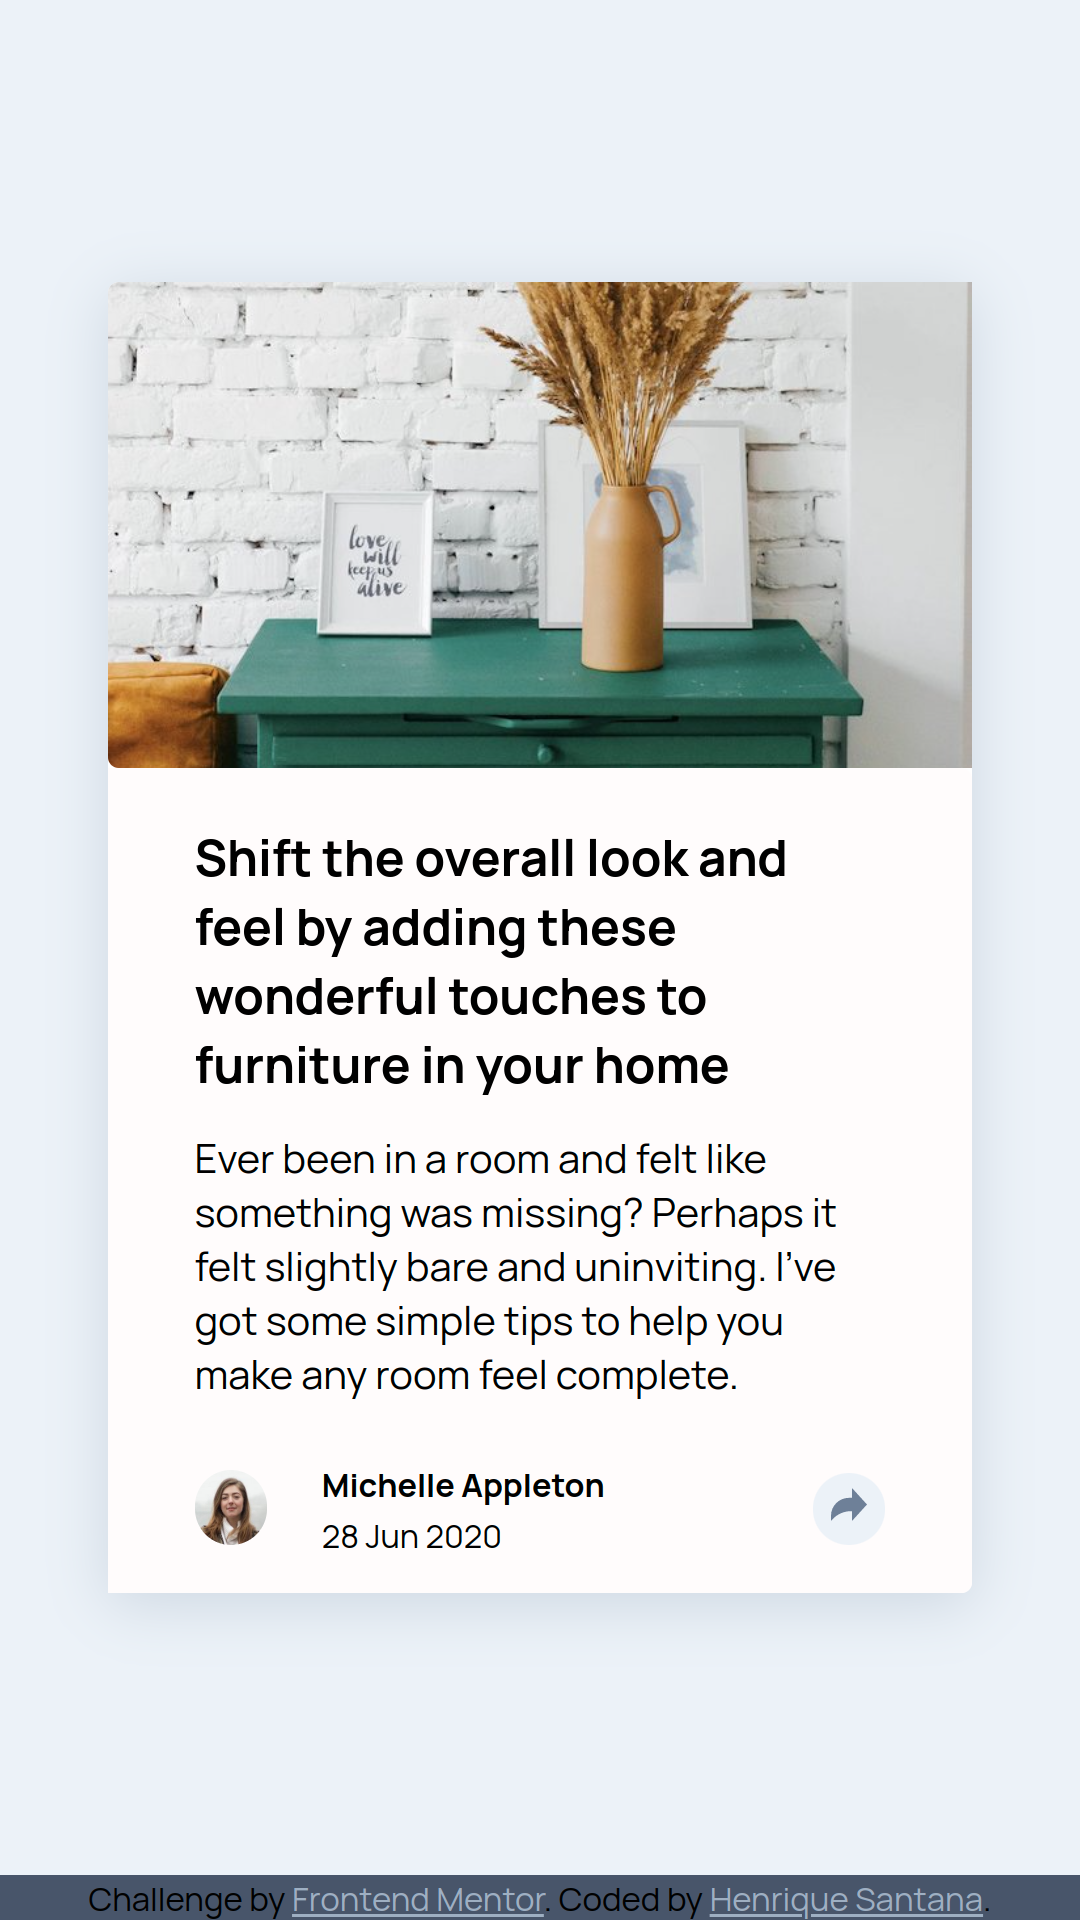 love
will
keep us
alive
Shift the overall look and
feel by adding these
wonderful touches to
furniture in your home
Ever been in a room and felt like
something was missing? Perhaps it
felt slightly bare and uninviting. I’ve
got some simple tips to help you
make any room feel complete.
Michelle Appleton
28 Jun 2020
Challenge by Frontend Mentor. Coded by Henrique Santana.